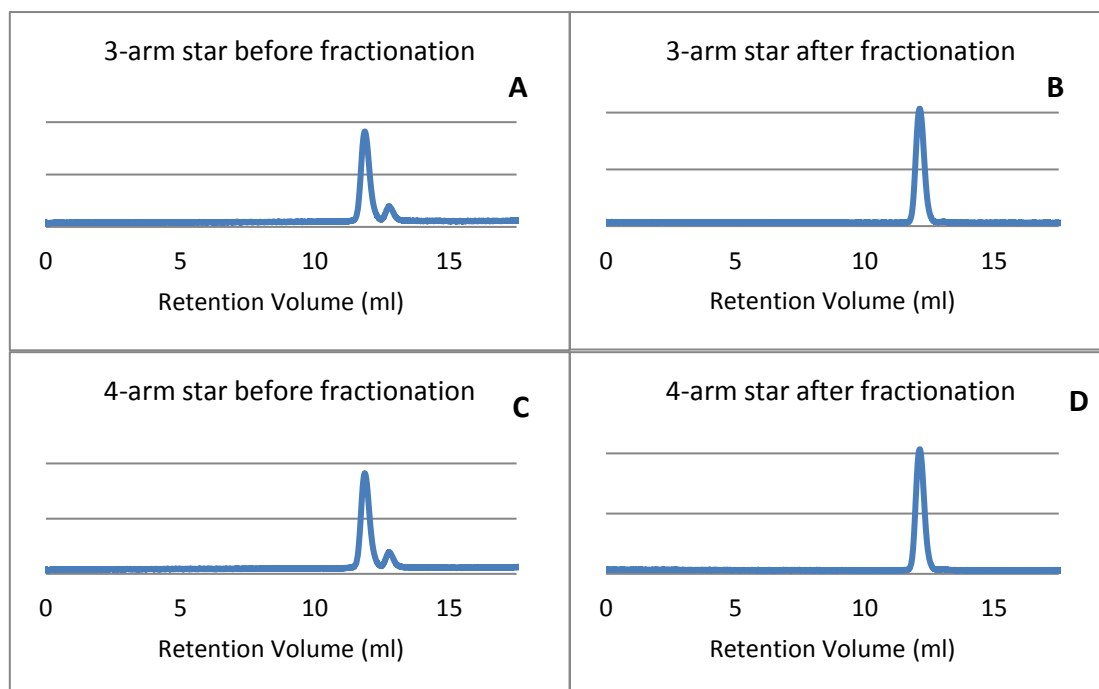 3-arm star before fractionation
A
0 5 10 15
Retention Volume (ml)
3-arm star after fractionation
B
0 5 10 15
Retention Volume (ml)
4-arm star before fractionation
C
0 5 10 15
Retention Volume (ml)
4-arm star after fractionation
D
0 5 10 15
Retention Volume (ml)